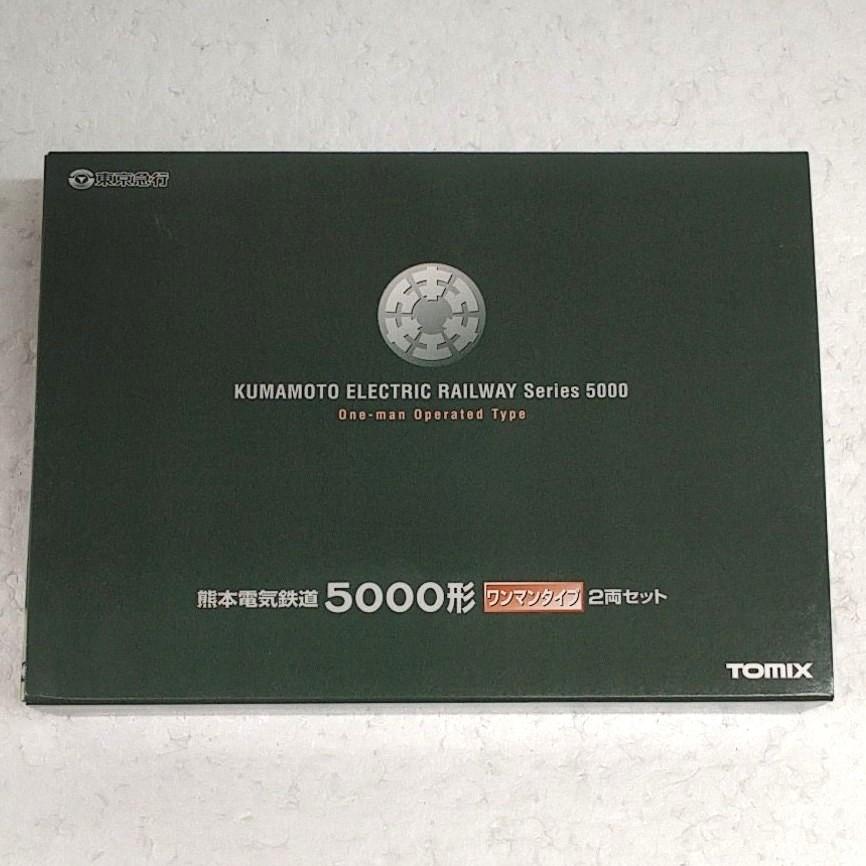 東京急行
KUMAMOTO ELECTRIC RAILWAY Series 5000
One-man Operated Type
熊本電気鉄道 5000形 ワンマンタイプ 2両セット
TOMIX